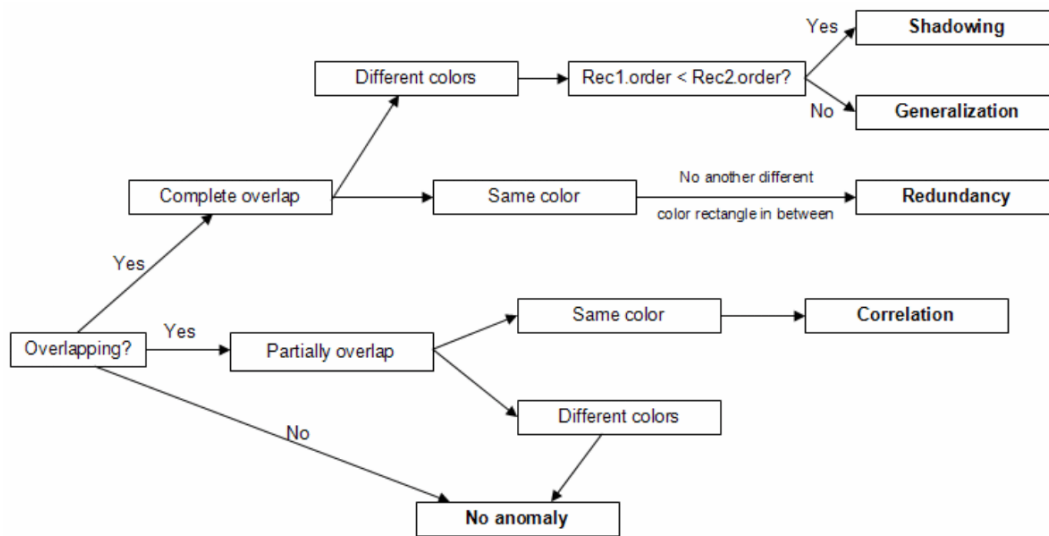 Yes
Shadowing
Different colors
Rec1.order < Rec2.order?
No
Generalization
Complete overlap
Same color
No another different
color rectangle in between
Redundancy
Yes
Same color
Correlation
Overlapping?
Yes
Partially overlap
Different colors
No
No anomaly